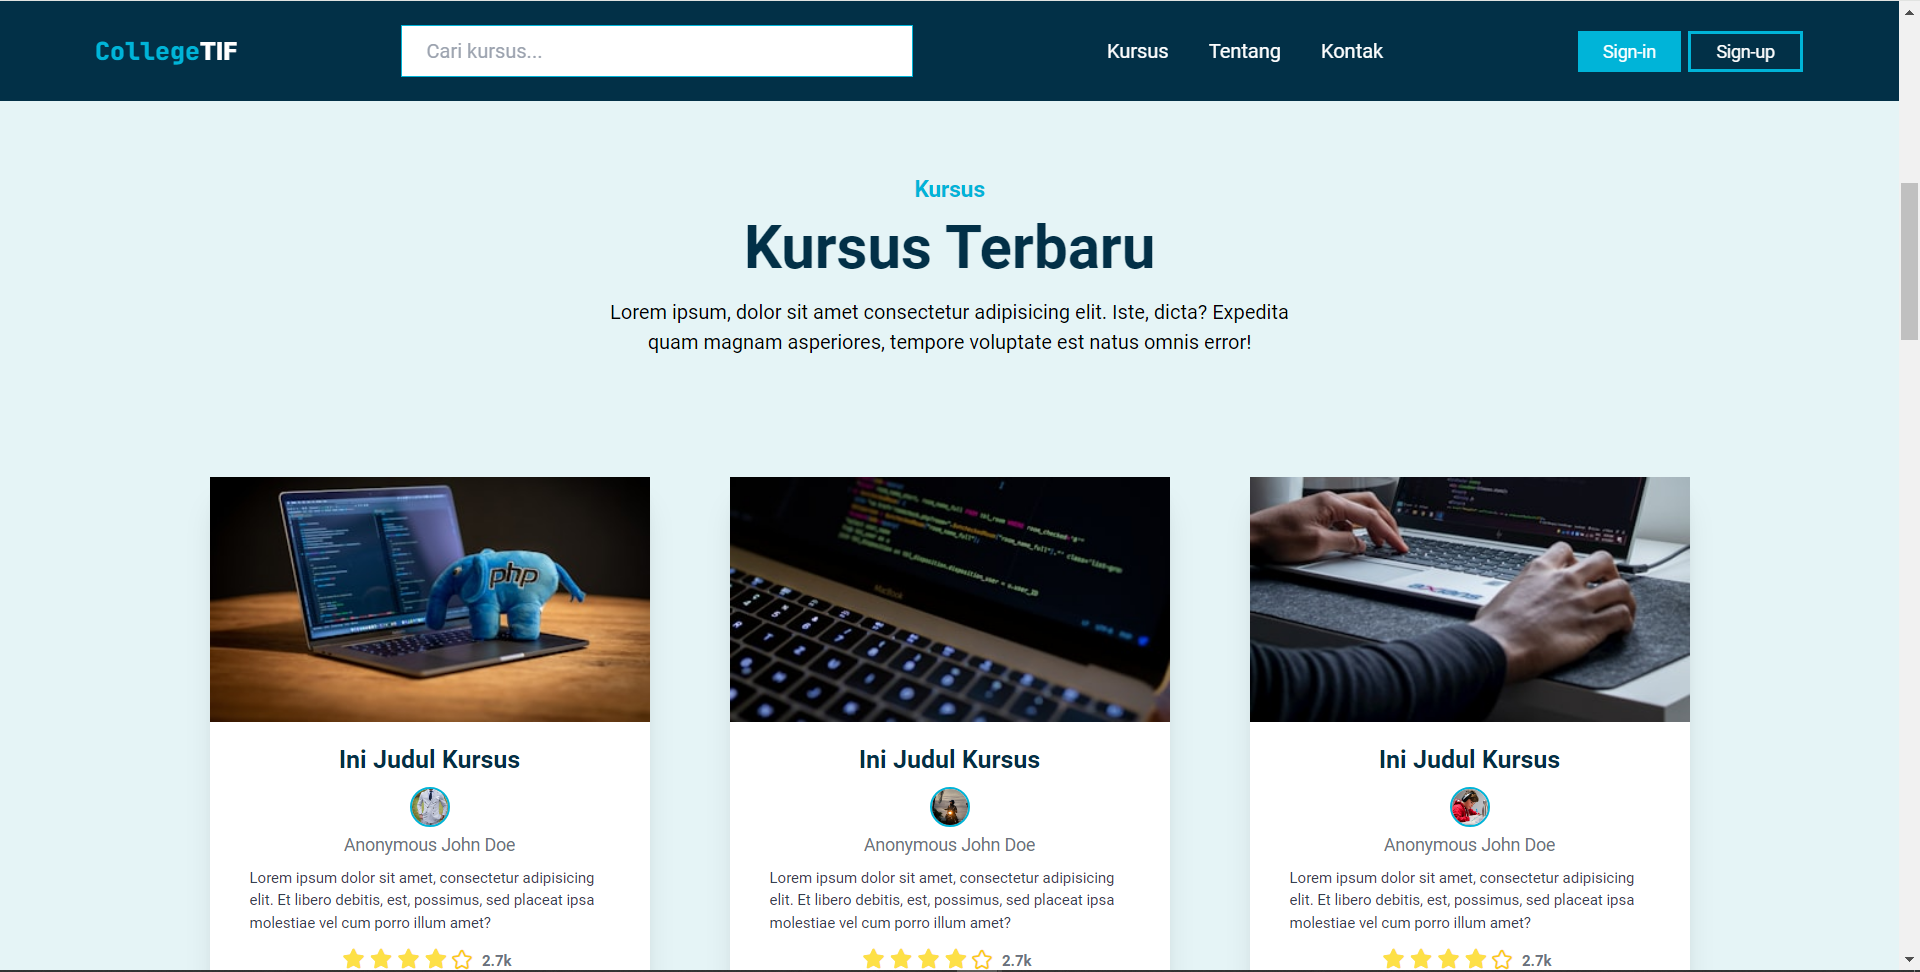 CollegeTIF
Cari kursus...
Kursus
Tentang
Kontak
Sign-in
Sign-up
Kursus
Kursus Terbaru
Lorem ipsum, dolor sit amet consectetur adipisicing elit. Iste, dicta? Expedita
quam magnam asperiores, tempore voluptate est natus omnis error!
php
Ini Judul Kursus
Anonymous John Doe
Lorem ipsum dolor sit amet, consectetur adipisicing
elit. Et libero debitis, est, possimus, sed placeat ipsa
molestiae vel cum porro illum amet?
2.7k
Ini Judul Kursus
Anonymous John Doe
Lorem ipsum dolor sit amet, consectetur adipisicing
elit. Et libero debitis, est, possimus, sed placeat ipsa
molestiae vel cum porro illum amet?
2.7k
Ini Judul Kursus
Anonymous John Doe
Lorem ipsum dolor sit amet, consectetur adipisicing
elit. Et libero debitis, est, possimus, sed placeat ipsa
molestiae vel cum porro illum amet?
2.7k